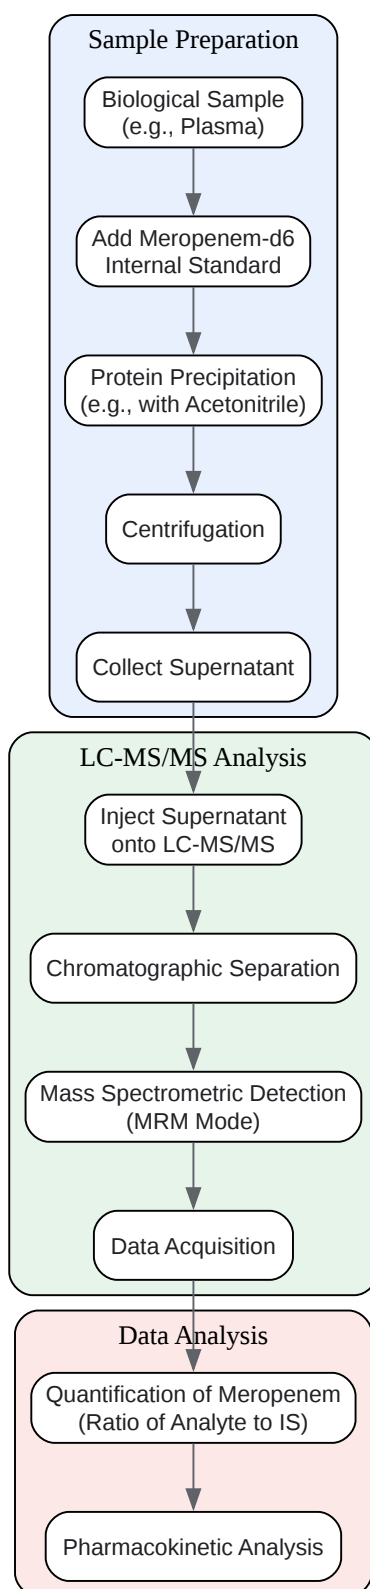 Sample Preparation
Biological Sample
(e.g., Plasma)
Add Meropenem-d6
Internal Standard
Protein Precipitation
(e.g., with Acetonitrile)
Centrifugation
Collect Supernatant
LC-MS/MS Analysis
Inject Supernatant
onto LC-MS/MS
Chromatographic Separation
Mass Spectrometric Detection
(MRM Mode)
Data Acquisition
Data Analysis
Quantification of Meropenem
(Ratio of Analyte to IS)
Pharmacokinetic Analysis